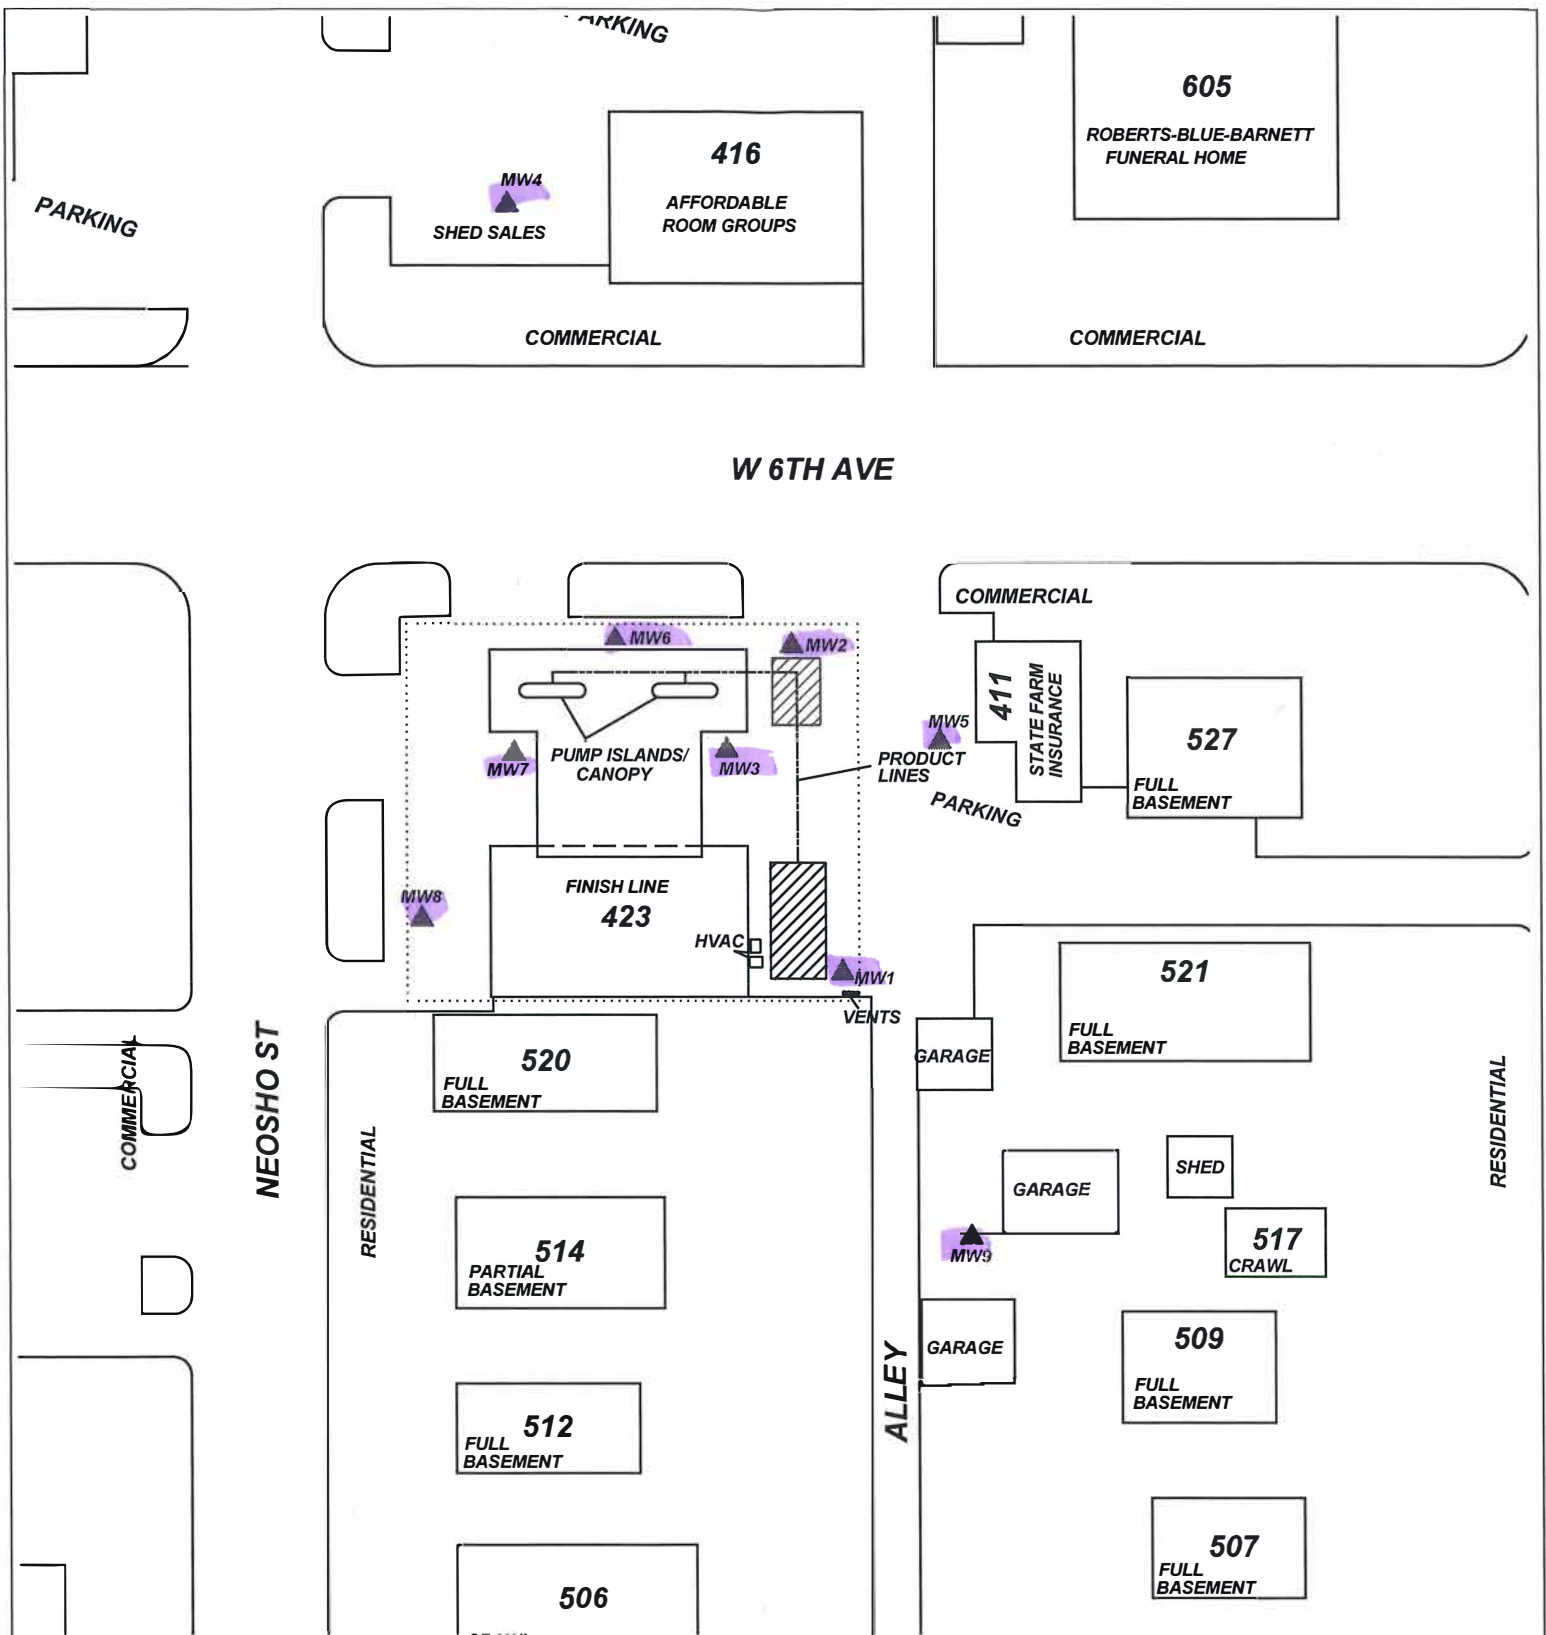 PARKING
605
ROBERTS-BLUE-BARNETT
FUNERAL HOME
416
AFFORDABLE
ROOM GROUPS
MW4
SHED SALES
PARKING
COMMERCIAL
COMMERCIAL
W 6TH AVE
COMMERCIAL
MW6
MW2
411
STATE FARM
INSURANCE
MW5
527
FULL
BASEMENT
PUMP ISLANDS/
CANOPY
MW7
MW3
PRODUCT
LINES
PARKING
FINISH LINE
423
MW8
HVAC
MW1
VENTS
521
FULL
BASEMENT
GARAGE
520
FULL
BASEMENT
COMMERCIAL
NEOSHO ST
RESIDENTIAL
RESIDENTIAL
SHED
GARAGE
517
CRAWL
MW9
514
PARTIAL
BASEMENT
GARAGE
509
FULL
BASEMENT
ALLEY
512
FULL
BASEMENT
507
FULL
BASEMENT
506